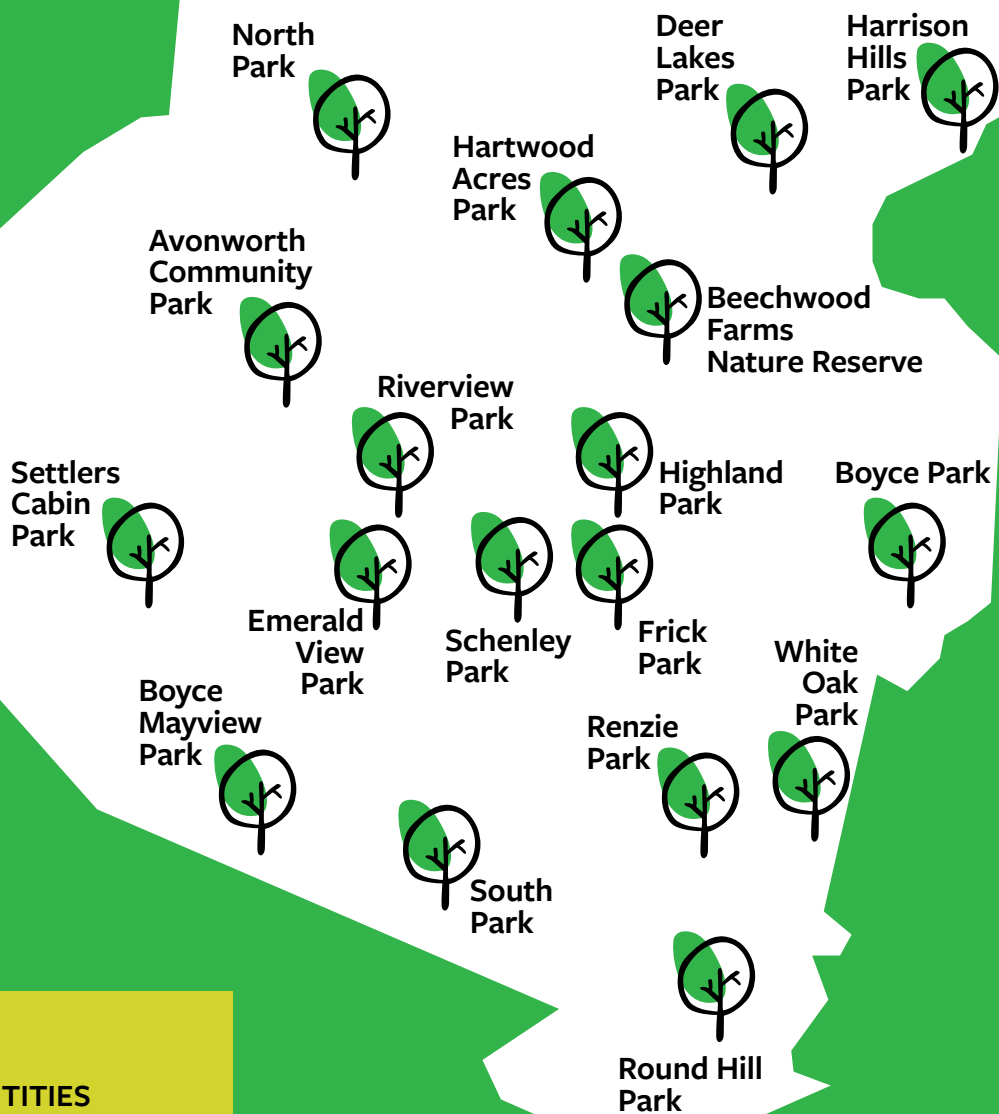 North
Park
Deer
Lakes
Park
Harrison
Hills
Park
Hartwood
Acres
Park
Avonworth
Community
Park
Beechwood
Farms
Nature Reserve
Riverview
Park
Settlers
Cabin
Park
Highland
Park
Boyce Park
Emerald
View
Park
Schenley
Park
Frick
Park
White
Oak
Park
Boyce
Mayview
Park
Renzie
Park
South
Park
Round Hill
Park
TITIES